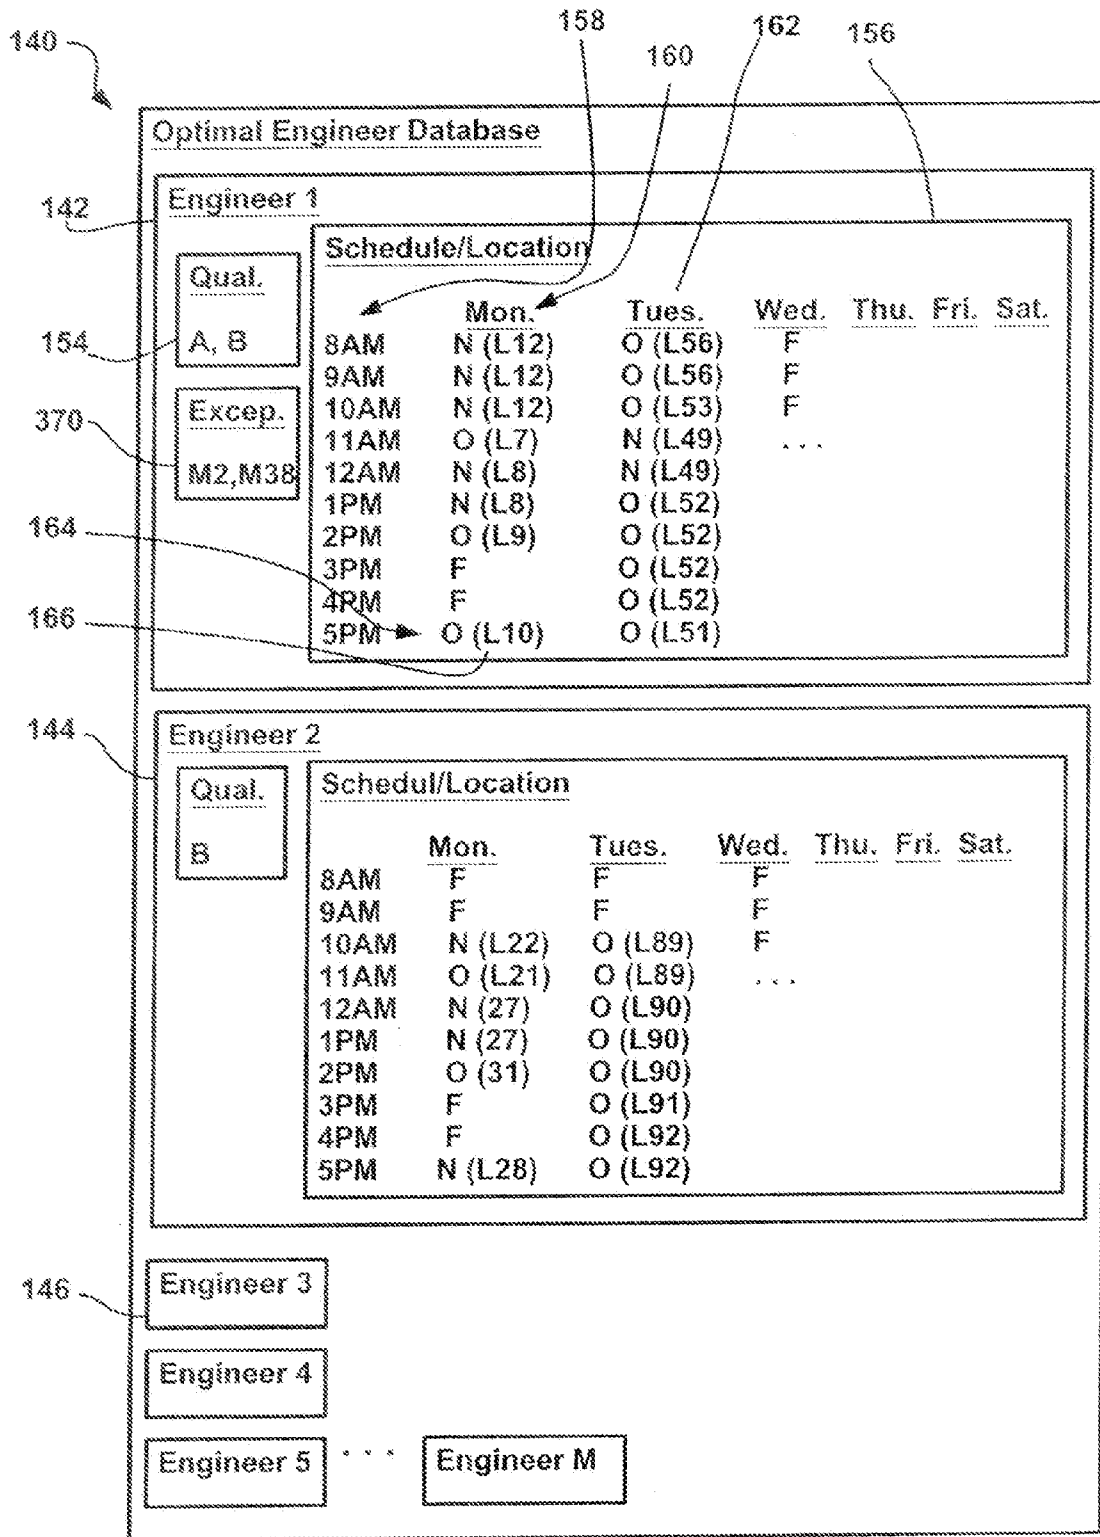 158
162
156
140
160
Optimal Engineer Database
Engineer 1
142
Schedule/Location
Qual.
Mon. Tues. Wed. Thu. Fri. Sat.
154 A, B 8AM N (L12) O (L56) F
9AM N (L12) O (L56) F
370 Excep. 10AM N (L12) O (L53) F
11AM O (L7) N (L49) ...
M2,M38 12AM N (L8) N (L49)
1PM N (L8) O (L52)
164 2PM O (L9) O (L52)
3PM F O (L52)
166 4PM F O (L52)
5PM O (L10) O (L51)
144 Engineer 2
Qual. Schedul/Location
B Mon. Tues. Wed. Thu. Fri. Sat.
8AM F F F
9AM F F F
10AM N (L22) O (L89) F
11AM O (L21) O (L89) ...
12AM N (27) O (L90)
1PM N (27) O (L90)
2PM O (31) O (L90)
3PM F O (L91)
4PM F O (L92)
5PM N (L28) O (L92)
146 Engineer 3
Engineer 4
Engineer 5 ... Engineer M